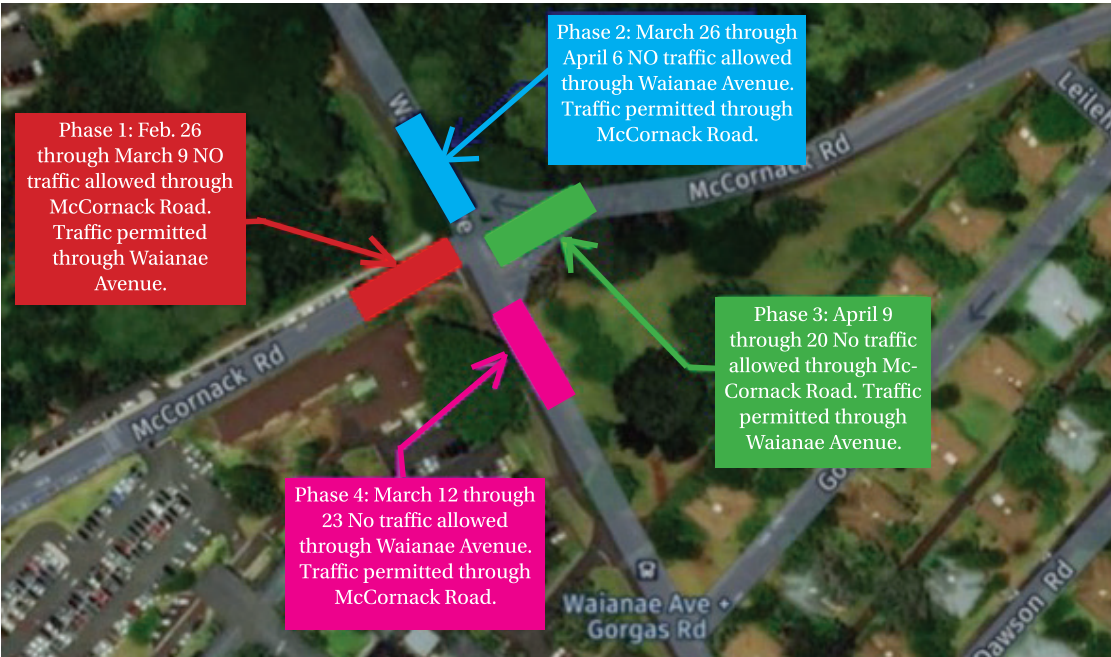 Phase 2: March 26 through
April 6 NO traffic allowed
through Waianae Avenue.
Traffic permitted through
McCornack Road.
Phase 1: Feb. 26
through March 9 NO
traffic allowed through
McCornack Road.
Traffic permitted
through Waianae
Avenue.
McCornack Rd
Phase 3: April 9
through 20 No traffic
allowed through Mc-
Cornack Road. Traffic
permitted through
Waianae Avenue.
McCornack Rd
Phase 4: March 12 through
23 No traffic allowed
through Waianae Avenue.
Traffic permitted through
McCornack Road.
Waianae Ave +
Gorgas Rd
Dawson Rd